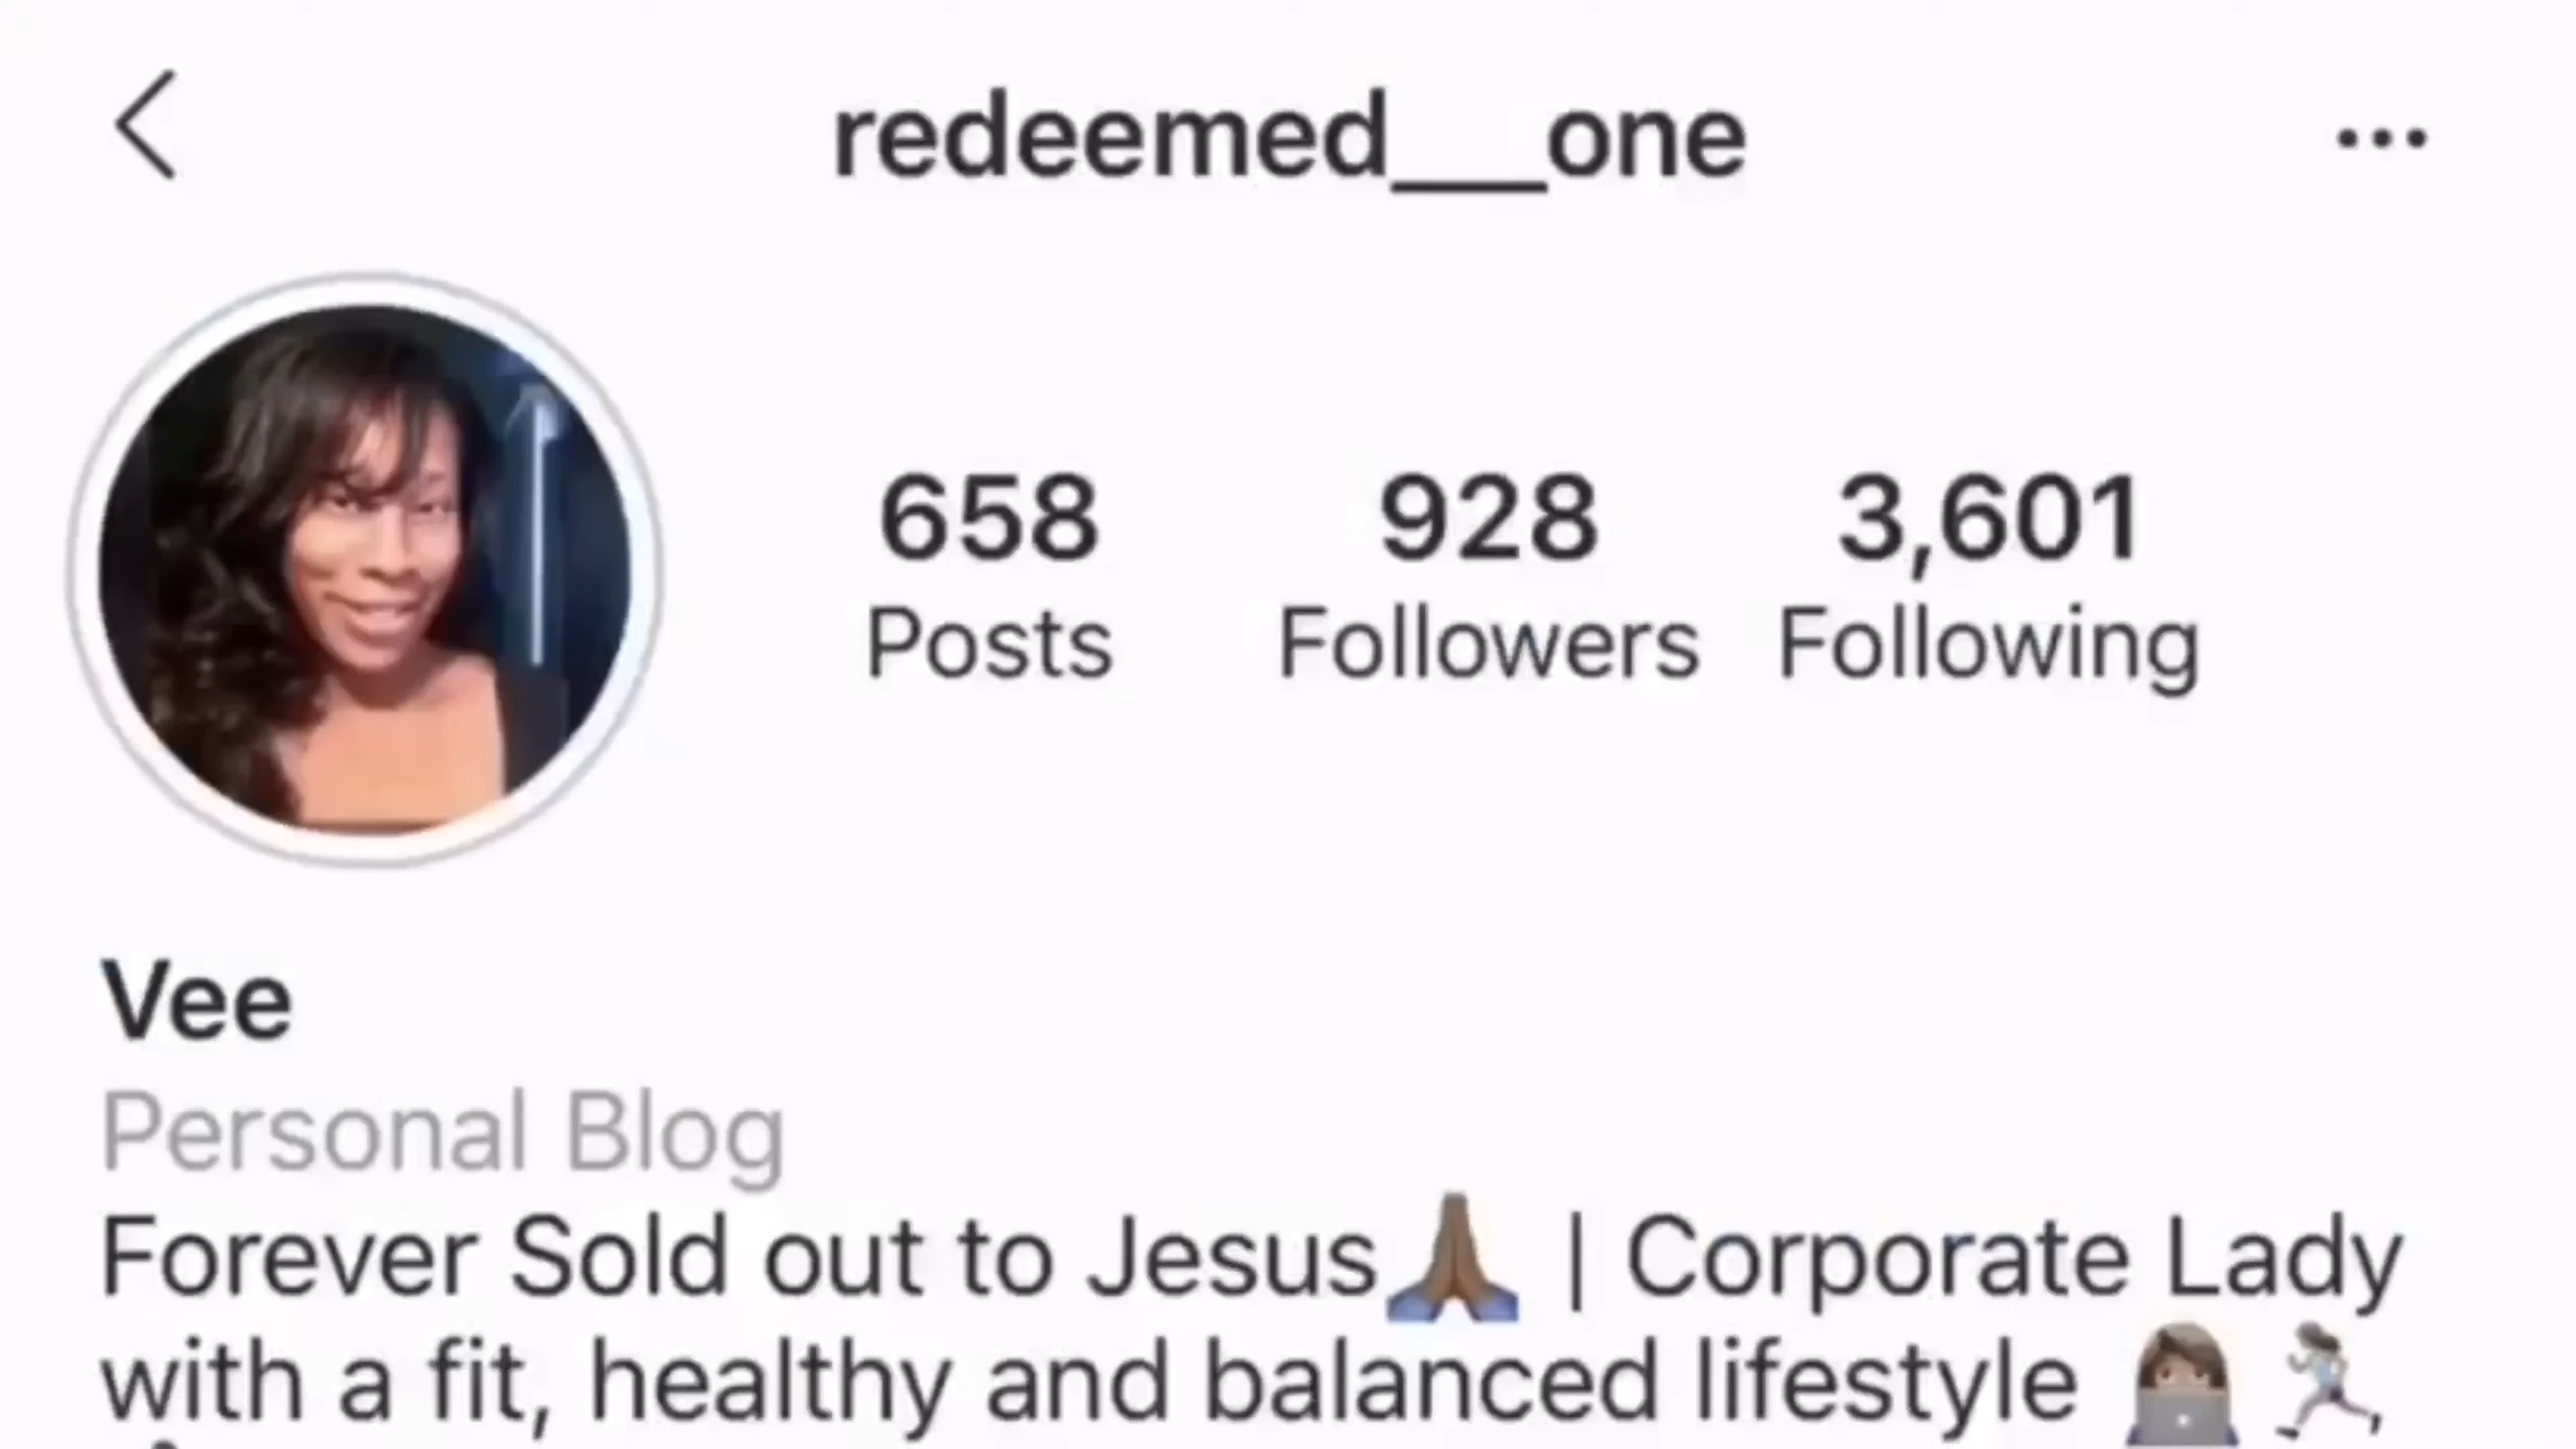 redeemed__one
658 928 3,601
Posts Followers Following
Vee
Personal Blog
Forever Sold out to Jesus🙏🏾 | Corporate Lady
with a fit, healthy and balanced lifestyle 👩🏽‍💻 🏃🏽‍♀️